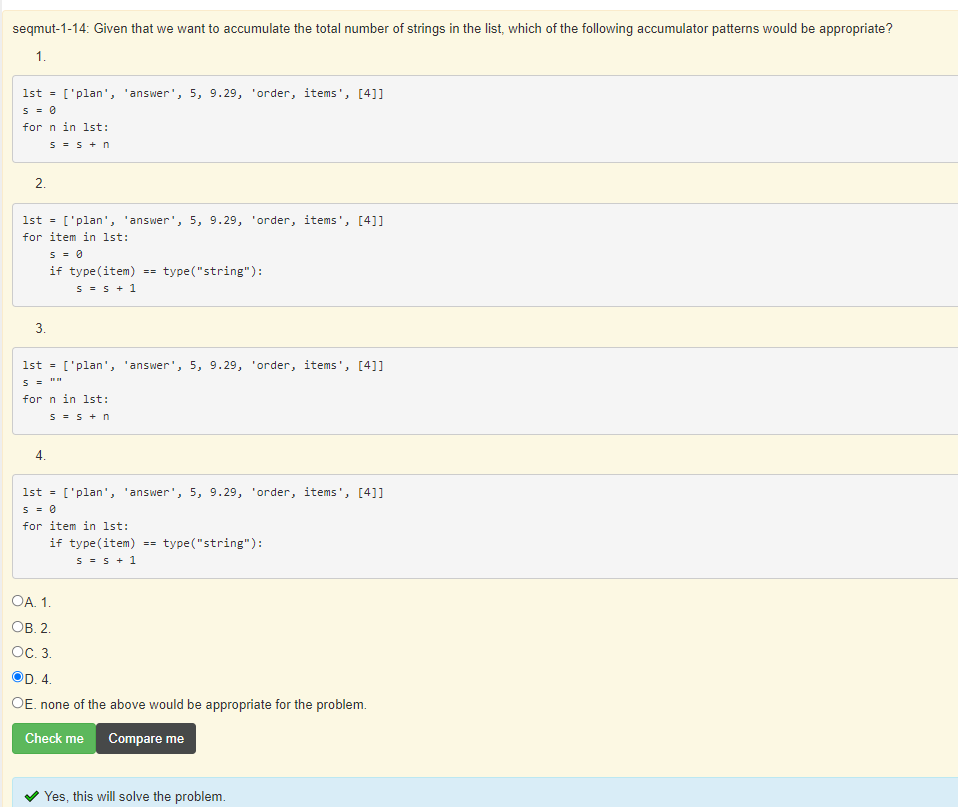 seqmut-1-14: Given that we want to accumulate the total number of strings in the list, which of the following accumulator patterns would be appropriate?
1.
lst = ['plan', 'answer', 5, 9.29, 'order, items', [4]]
s = 0
for n in lst:
    s = s + n
2.
lst = ['plan', 'answer', 5, 9.29, 'order, items', [4]]
for item in lst:
    s = 0
    if type(item) == type("string"):
        s = s + 1
3.
lst = ['plan', 'answer', 5, 9.29, 'order, items', [4]]
s = ""
for n in lst:
    s = s + n
4.
lst = ['plan', 'answer', 5, 9.29, 'order, items', [4]]
s = 0
for item in lst:
    if type(item) == type("string"):
        s = s + 1
A. 1.
B. 2.
C. 3.
D. 4.
E. none of the above would be appropriate for the problem.
Check me Compare me
Yes, this will solve the problem.